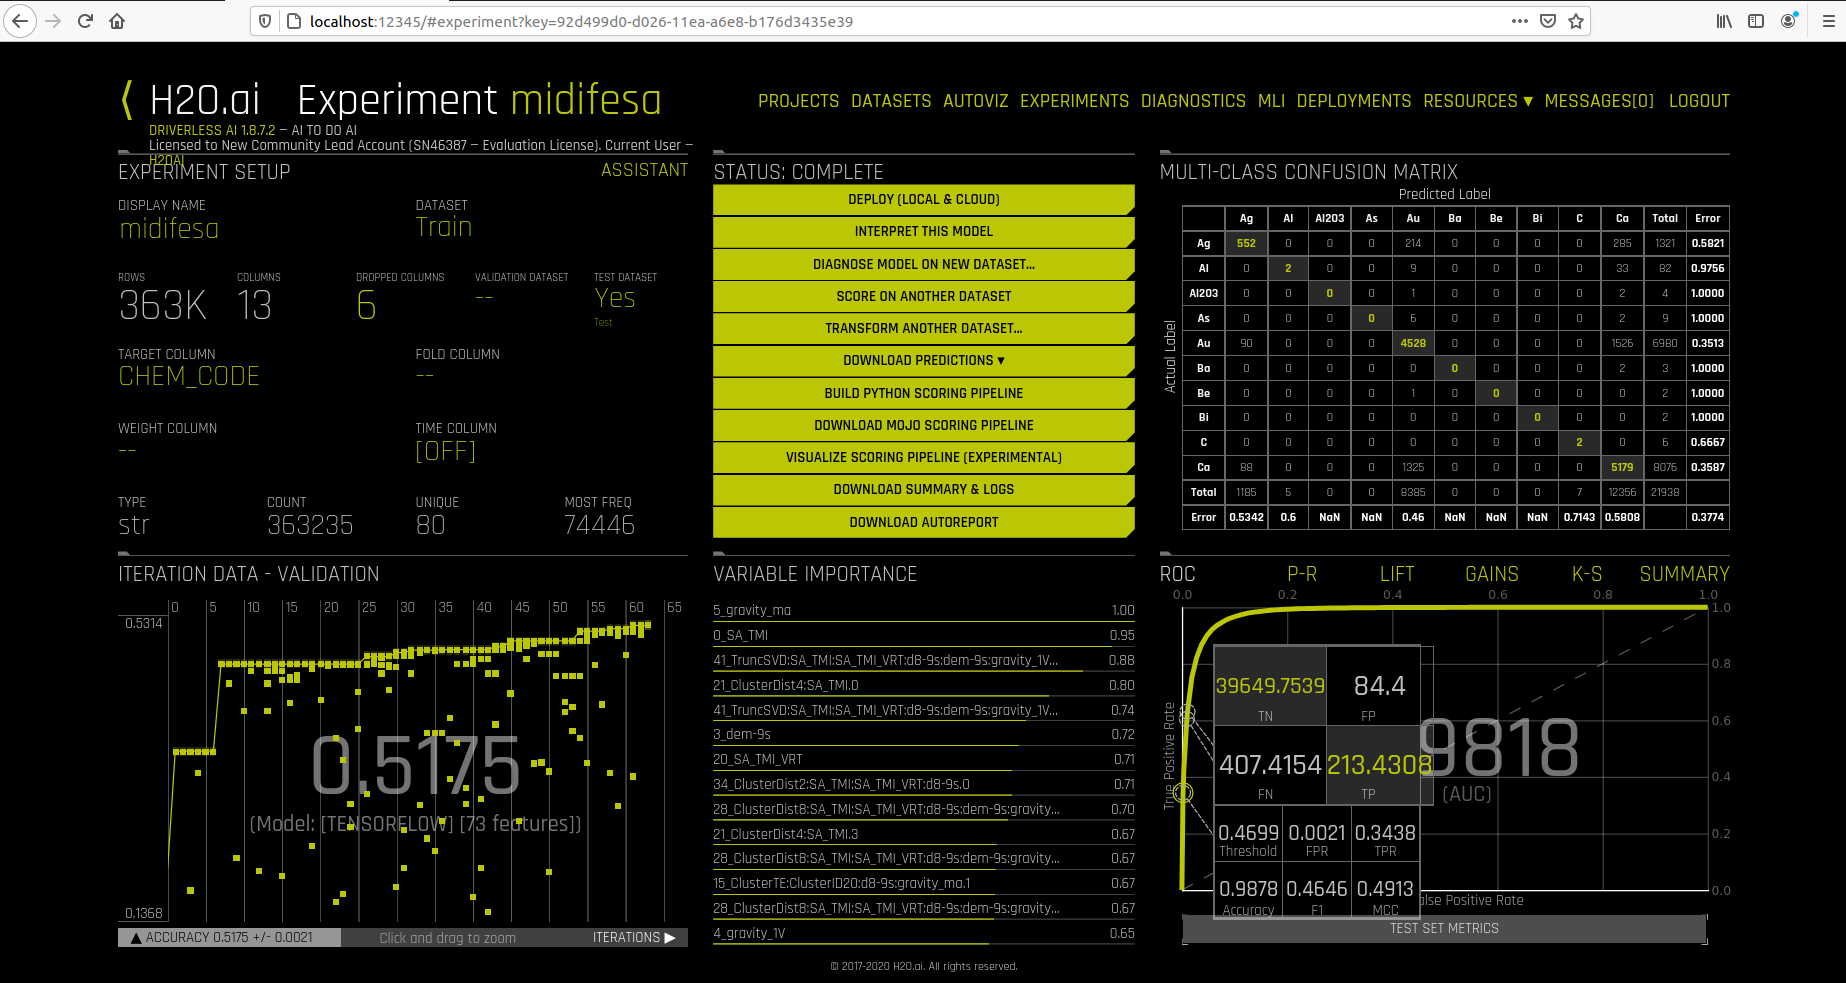 localhost:12345/#experiment?key=92d499d0-d026-11ea-a6e8-b176d3435e39
H2O.ai Experiment midifesa
PROJECTS DATASETS AUTOVIZ EXPERIMENTS DIAGNOSTICS MLI DEPLOYMENTS RESOURCES ▾ MESSAGES[0] LOGOUT
DRIVERLESS AI 1.8.7.2 — AI TO DO AI
Licensed to New Community Lead Account (SN46387 — Evaluation License). Current User —
H2OAI
EXPERIMENT SETUP ASSISTANT
DISPLAY NAME DATASET
midifesa Train
ROWS COLUMNS DROPPED COLUMNS VALIDATION DATASET TEST DATASET
363K 13 6 -- Yes
Test
TARGET COLUMN FOLD COLUMN
CHEM_CODE --
WEIGHT COLUMN TIME COLUMN
-- [OFF]
TYPE COUNT UNIQUE MOST FREQ
str 363235 80 74446
STATUS: COMPLETE
DEPLOY (LOCAL & CLOUD)
INTERPRET THIS MODEL
DIAGNOSE MODEL ON NEW DATASET...
SCORE ON ANOTHER DATASET
TRANSFORM ANOTHER DATASET...
DOWNLOAD PREDICTIONS ▾
BUILD PYTHON SCORING PIPELINE
DOWNLOAD MOJO SCORING PIPELINE
VISUALIZE SCORING PIPELINE (EXPERIMENTAL)
DOWNLOAD SUMMARY & LOGS
DOWNLOAD AUTOREPORT
MULTI-CLASS CONFUSION MATRIX
Predicted Label
Actual Label
Ag Al Al2O3 As Au Ba Be Bi C Ca Total Error
Ag 552 0 0 0 214 0 0 0 0 285 1321 0.5821
Al 0 2 0 0 9 0 0 0 0 33 82 0.9756
Al2O3 0 0 0 0 1 0 0 0 0 2 4 1.0000
As 0 0 0 0 6 0 0 0 0 2 9 1.0000
Au 90 0 0 0 4528 0 0 0 0 1526 6980 0.3513
Ba 0 0 0 0 0 0 0 0 0 2 3 1.0000
Be 0 0 0 0 1 0 0 0 0 0 2 1.0000
Bi 0 0 0 0 0 0 0 0 0 0 2 1.0000
C 0 0 0 0 0 0 0 0 2 0 6 0.6667
Ca 88 0 0 0 1325 0 0 0 0 5179 8076 0.3587
Total 1185 5 0 0 8385 0 0 0 7 12356 21938
Error 0.5342 0.6 NaN NaN 0.46 NaN NaN NaN 0.7143 0.5808 0.3774
ITERATION DATA - VALIDATION
0 5 10 15 20 25 30 35 40 45 50 55 60 65
0.5314
0.5175
(Model: [TENSORFLOW] [73 features])
0.1368
▲ ACCURACY 0.5175 +/- 0.0021 Click and drag to zoom ITERATIONS ▶
VARIABLE IMPORTANCE
5_gravity_ma 1.00
0_SA_TMI 0.95
41_TruncSVD:SA_TMI:SA_TMI_VRT:d8-9s:dem-9s:gravity_1V... 0.88
21_ClusterDist4:SA_TMI.0 0.80
41_TruncSVD:SA_TMI:SA_TMI_VRT:d8-9s:dem-9s:gravity_1V... 0.74
3_dem-9s 0.72
20_SA_TMI_VRT 0.71
34_ClusterDist2:SA_TMI:SA_TMI_VRT:d8-9s.0 0.71
28_ClusterDist8:SA_TMI:SA_TMI_VRT:d8-9s:dem-9s:gravity... 0.70
21_ClusterDist4:SA_TMI.3 0.67
28_ClusterDist8:SA_TMI:SA_TMI_VRT:d8-9s:dem-9s:gravity... 0.67
15_ClusterTE:ClusterID20:d8-9s:gravity_ma.1 0.67
28_ClusterDist8:SA_TMI:SA_TMI_VRT:d8-9s:dem-9s:gravity... 0.67
4_gravity_1V 0.65
ROC P-R LIFT GAINS K-S SUMMARY
0.0 0.2 0.4 0.6 0.8 1.0
1.0
0.8
0.6
0.4
0.2
0.0
True Positive Rate
39649.7539 84.4
TN FP
407.4154 213.4308
FN TP
9818
(AUC)
0.4699 0.0021 0.3438
Threshold FPR TPR
0.9878 0.4646 0.4913
Accuracy F1 MCC
alse Positive Rate
TEST SET METRICS
© 2017-2020 H2O.ai. All rights reserved.